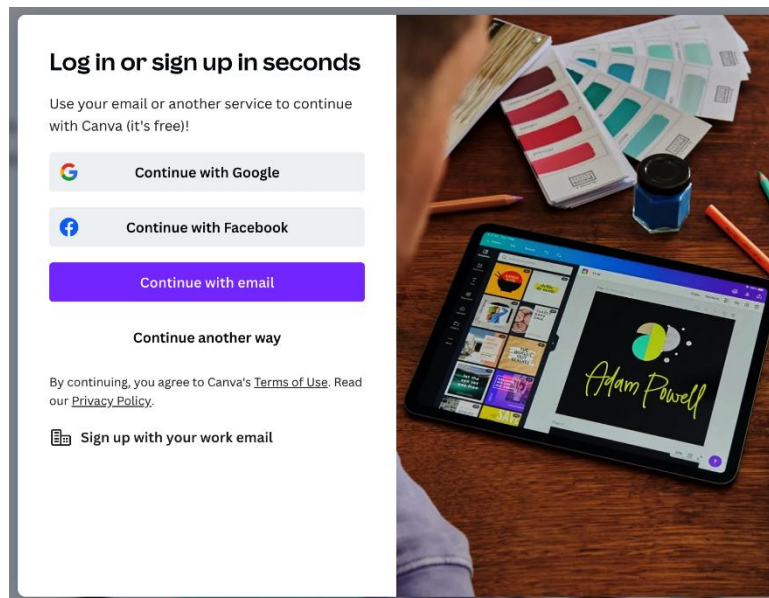 Log in or sign up in seconds
Use your email or another service to continue
with Canva (it's free)!
Continue with Google
Continue with Facebook
Continue with email
Continue another way
By continuing, you agree to Canva's Terms of Use. Read
our Privacy Policy.
Sign up with your work email
Adam Powell